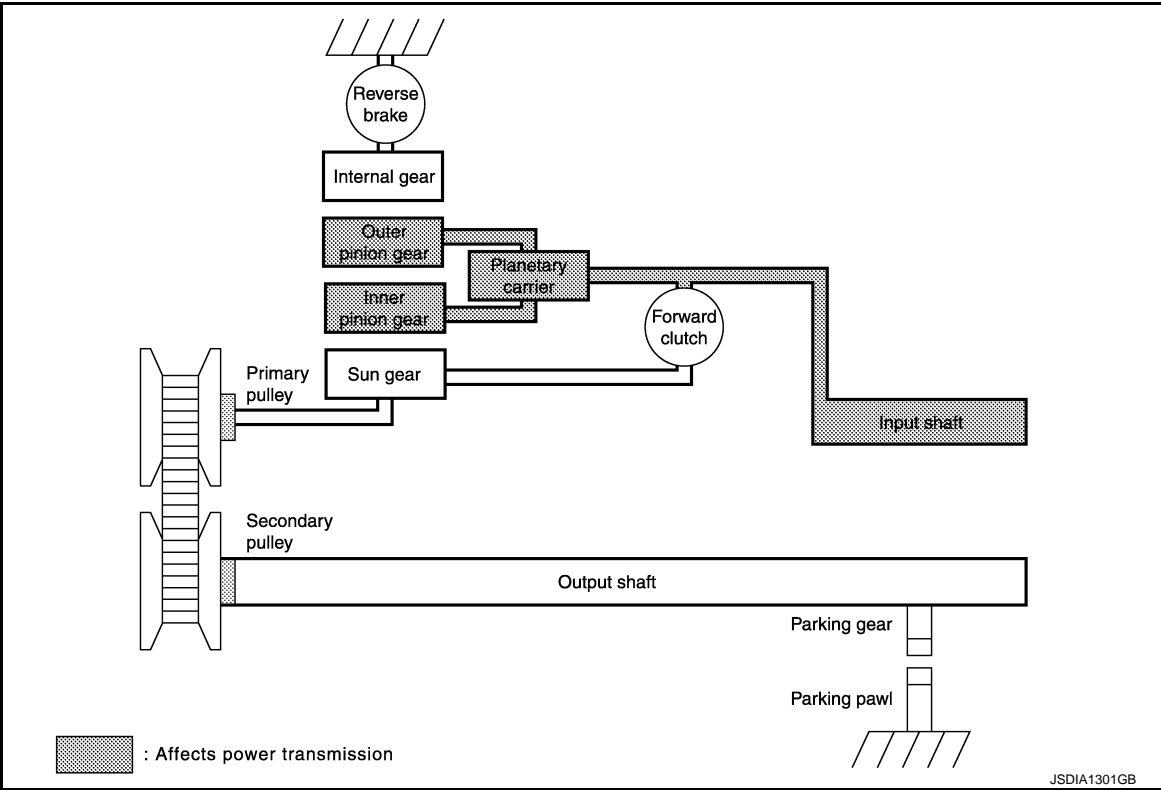 Reverse
brake
Internal gear
Outer
pinion gear
Planetary
carrier
Inner
pinion gear
Forward
clutch
Primary
pulley
Sun gear
Input shaft
Secondary
pulley
Output shaft
Parking gear
Parking pawl
: Affects power transmission
JSDIA1301GB